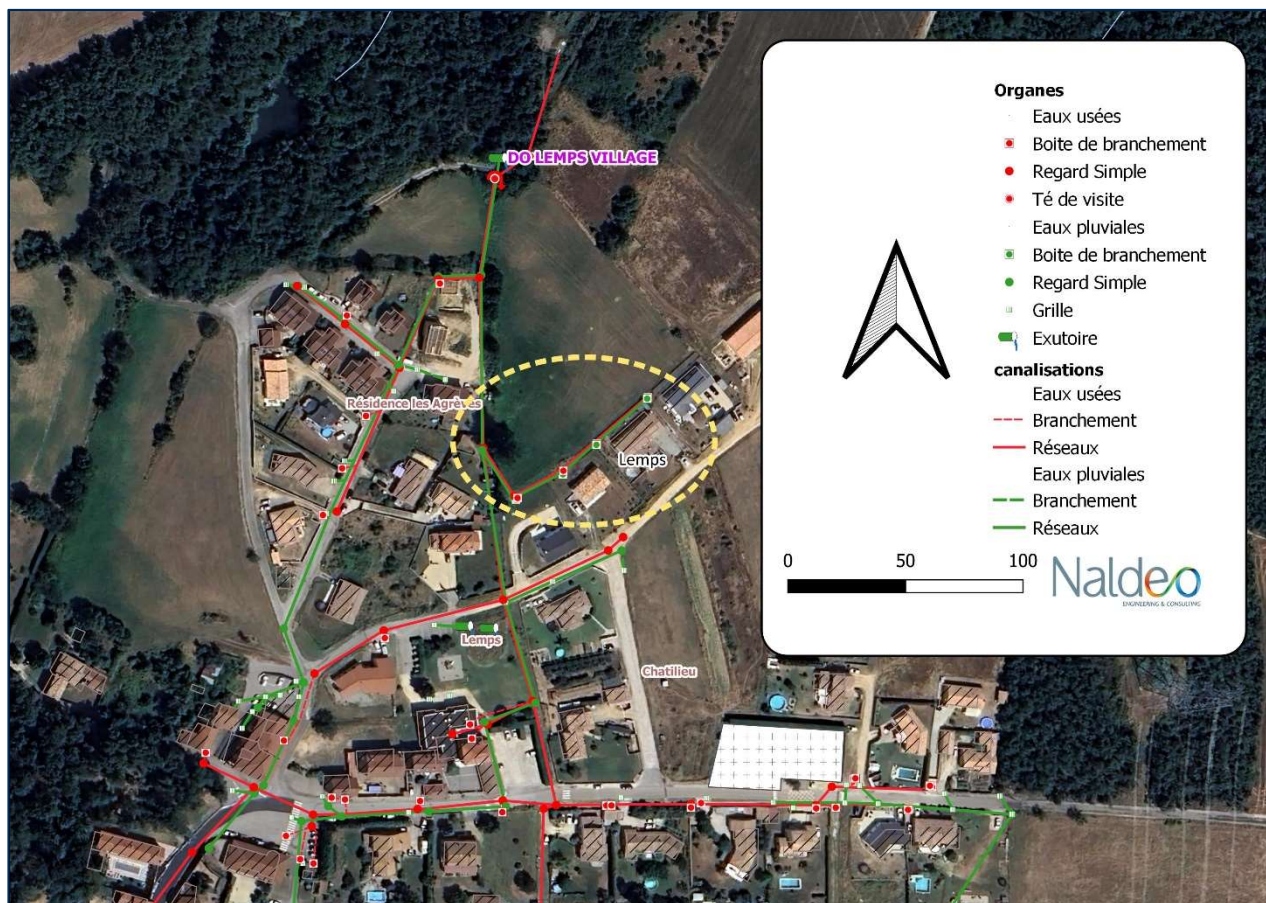 DO LEMPS VILLAGE
Résidence les Agrèves
Lemps
Lemps
Chatilieu
Organes
Eaux usées
Boite de branchement
Regard Simple
Té de visite
Eaux pluviales
Boite de branchement
Regard Simple
Grille
Exutoire
canalisations
Eaux usées
Branchement
Réseaux
Eaux pluviales
Branchement
Réseaux
0 50 100
Naldeo
ENGINEERING & CONSULTING